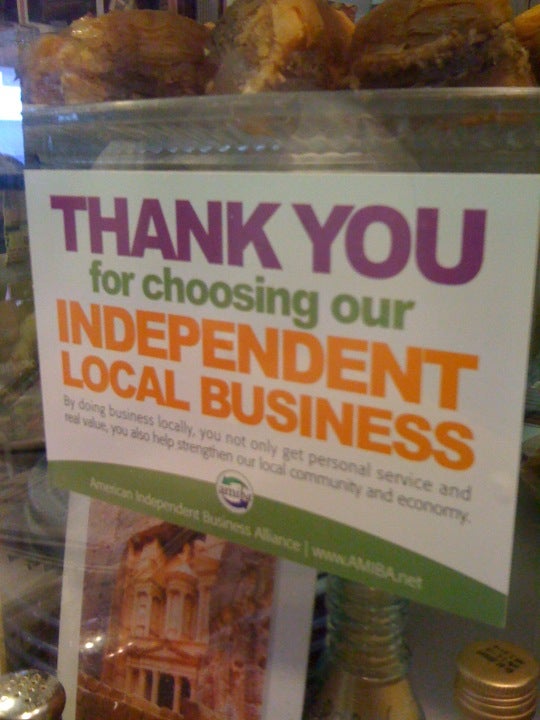 THANK YOU
for choosing our
INDEPENDENT
LOCAL BUSINESS
By doing business locally, you not only get personal service and
real value, you also help strengthen our local community and economy.
amiba
American Independent Business Alliance | www.AMIBA.net